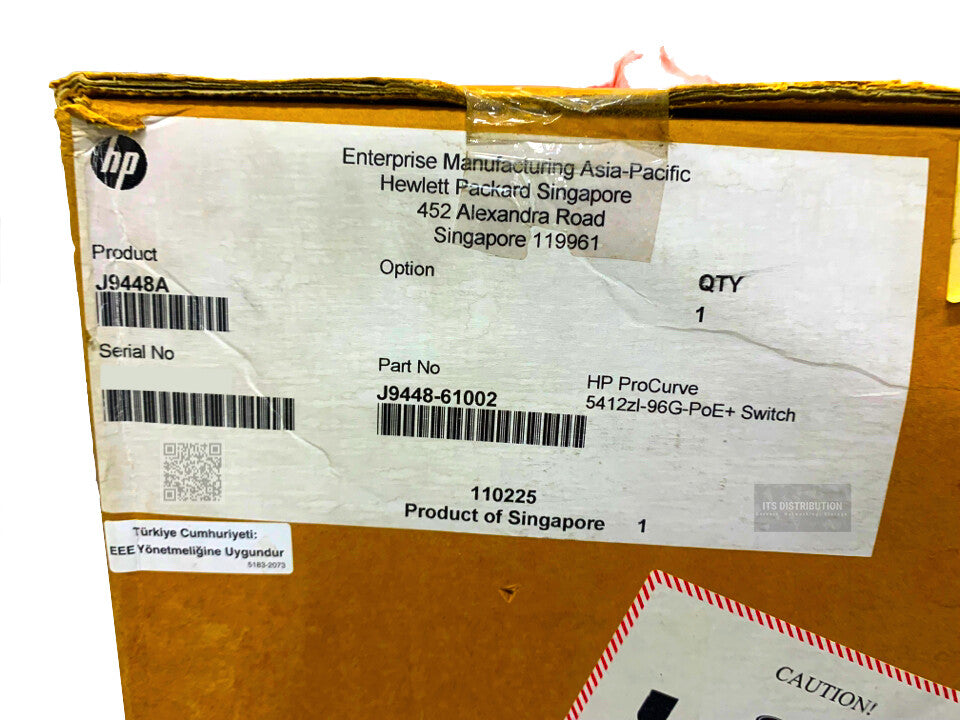 hp
Enterprise Manufacturing Asia-Pacific
Hewlett Packard Singapore
452 Alexandra Road
Singapore 119961
Product
J9448A
Option
QTY
1
Serial No
Part No
J9448-61002
HP ProCurve
5412zl-96G-PoE+ Switch
110225
Product of Singapore 1
ITS DISTRIBUTION
Türkiye Cumhuriyeti:
EEE Yönetmeliğine Uygundur
5183-2073
CAUTION!